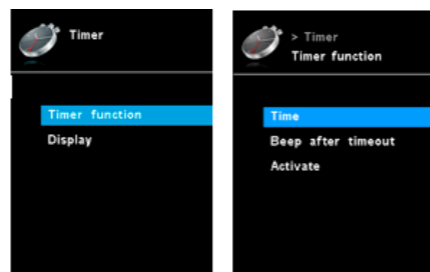 Timer
Timer function
Display
> Timer
Timer function
Time
Beep after timeout
Activate